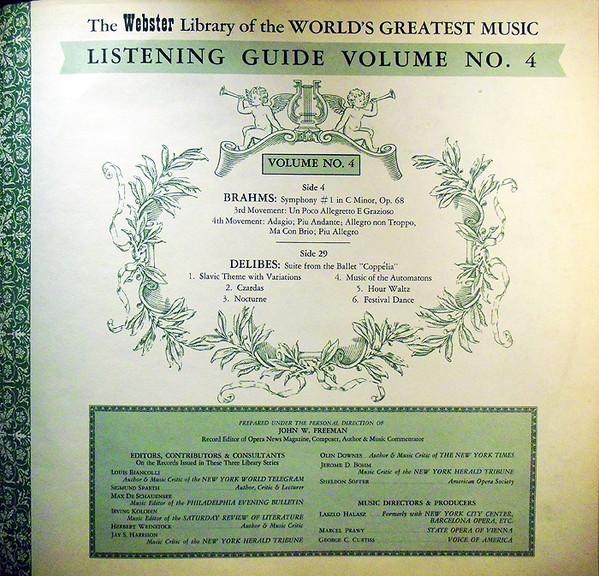 The Webster Library of the WORLD'S GREATEST MUSIC
LISTENING GUIDE VOLUME NO. 4
VOLUME NO. 4
Side 4
BRAHMS: Symphony #1 in C Minor, Op. 68
3rd Movement: Un Poco Allegretto E Grazioso
4th Movement: Adagio; Piu Andante; Allegro non Troppo,
Ma Con Brio; Piu Allegro
Side 29
DELIBES: Suite from the Ballet "Coppélia"
1. Slavic Theme with Variations
2. Czardas
3. Nocturne
4. Music of the Automatons
5. Hour Waltz
6. Festival Dance
PREPARED UNDER THE PERSONAL DIRECTION OF
JOHN W. FREEMAN
Record Editor of Opera News Magazine, Composer, Author & Music Commentator
EDITORS, CONTRIBUTORS & CONSULTANTS
On the Records Issued in These Three Library Series
LOUIS BIANCOLLI
Author & Music Critic of the NEW YORK WORLD TELEGRAM
SIGMUND SPAETH Author, Critic & Lecturer
MAX DE SCHAUENSEE
Music Editor of the PHILADELPHIA EVENING BULLETIN
IRVING KOLODIN
Music Editor of the SATURDAY REVIEW OF LITERATURE
HERBERT WEINSTOCK Author & Music Critic
JAY S. HARRISON
Music Critic of the NEW YORK HERALD TRIBUNE
OLIN DOWNES Author & Music Critic of THE NEW YORK TIMES
JEROME D. BOHM
Music Critic of the NEW YORK HERALD TRIBUNE
SHELDON SOFFER American Opera Society
MUSIC DIRECTORS & PRODUCERS
LASZLO HALASZ Formerly with NEW YORK CITY CENTER,
BARCELONA OPERA, ETC.
MARCEL PRAWY STATE OPERA OF VIENNA
GEORGE C. CURTISS VOICE OF AMERICA